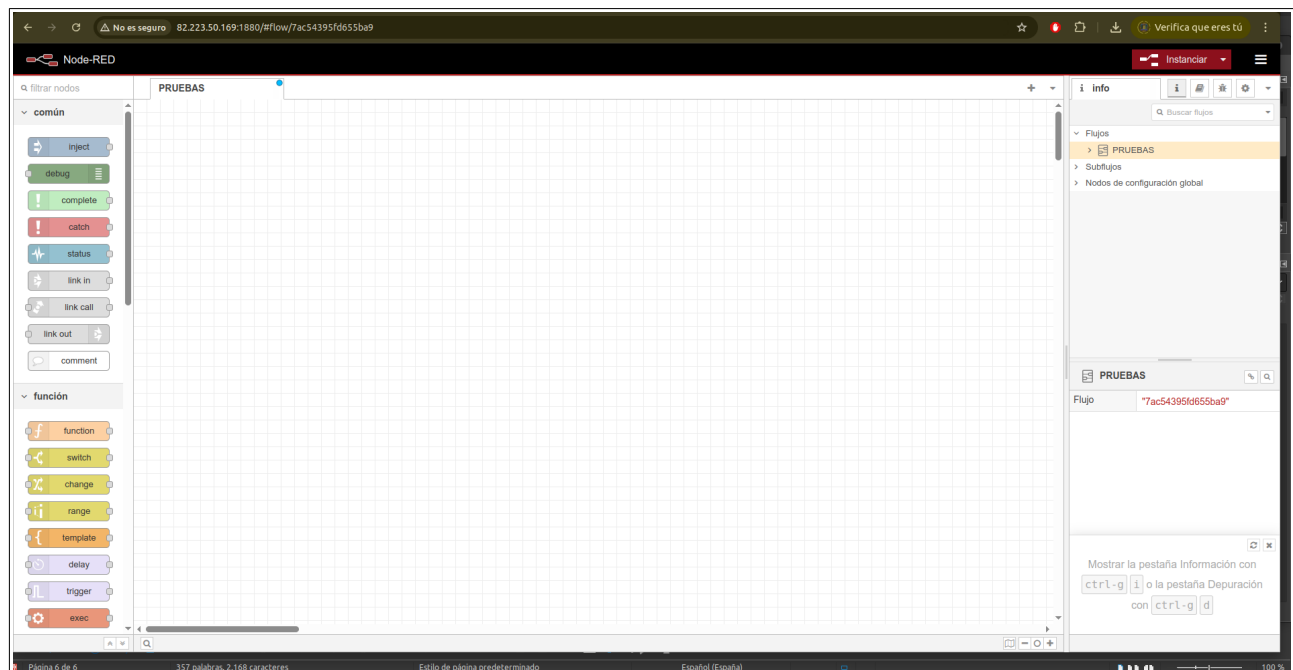 No es seguro 82.223.50.169:1880/#flow/7ac54395fd655ba9 Verifica que eres tú
Node-RED Instanciar
filtrar nodos
PRUEBAS
común
inject
debug
complete
catch
status
link in
link call
link out
comment
función
function
switch
change
range
template
delay
trigger
exec
i info
Buscar flujos
Flujos
PRUEBAS
Subflujos
Nodos de configuración global
PRUEBAS
Flujo "7ac54395fd655ba9"
Mostrar la pestaña Información con
ctrl-g i o la pestaña Depuración
con ctrl-g d
Página 6 de 6 357 palabras, 2.168 caracteres Estilo de página predeterminado Español (España) 100 %